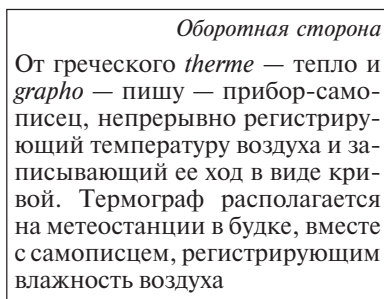 Оборотная сторона
От греческого therme — тепло и
grapho — пишу — прибор-само-
писец, непрерывно регистрирую-
ющий температуру воздуха и за-
писывающий ее ход в виде кри-
вой. Термограф располагается
на метеостанции в будке, вместе
с самописцем, регистрирующим
влажность воздуха